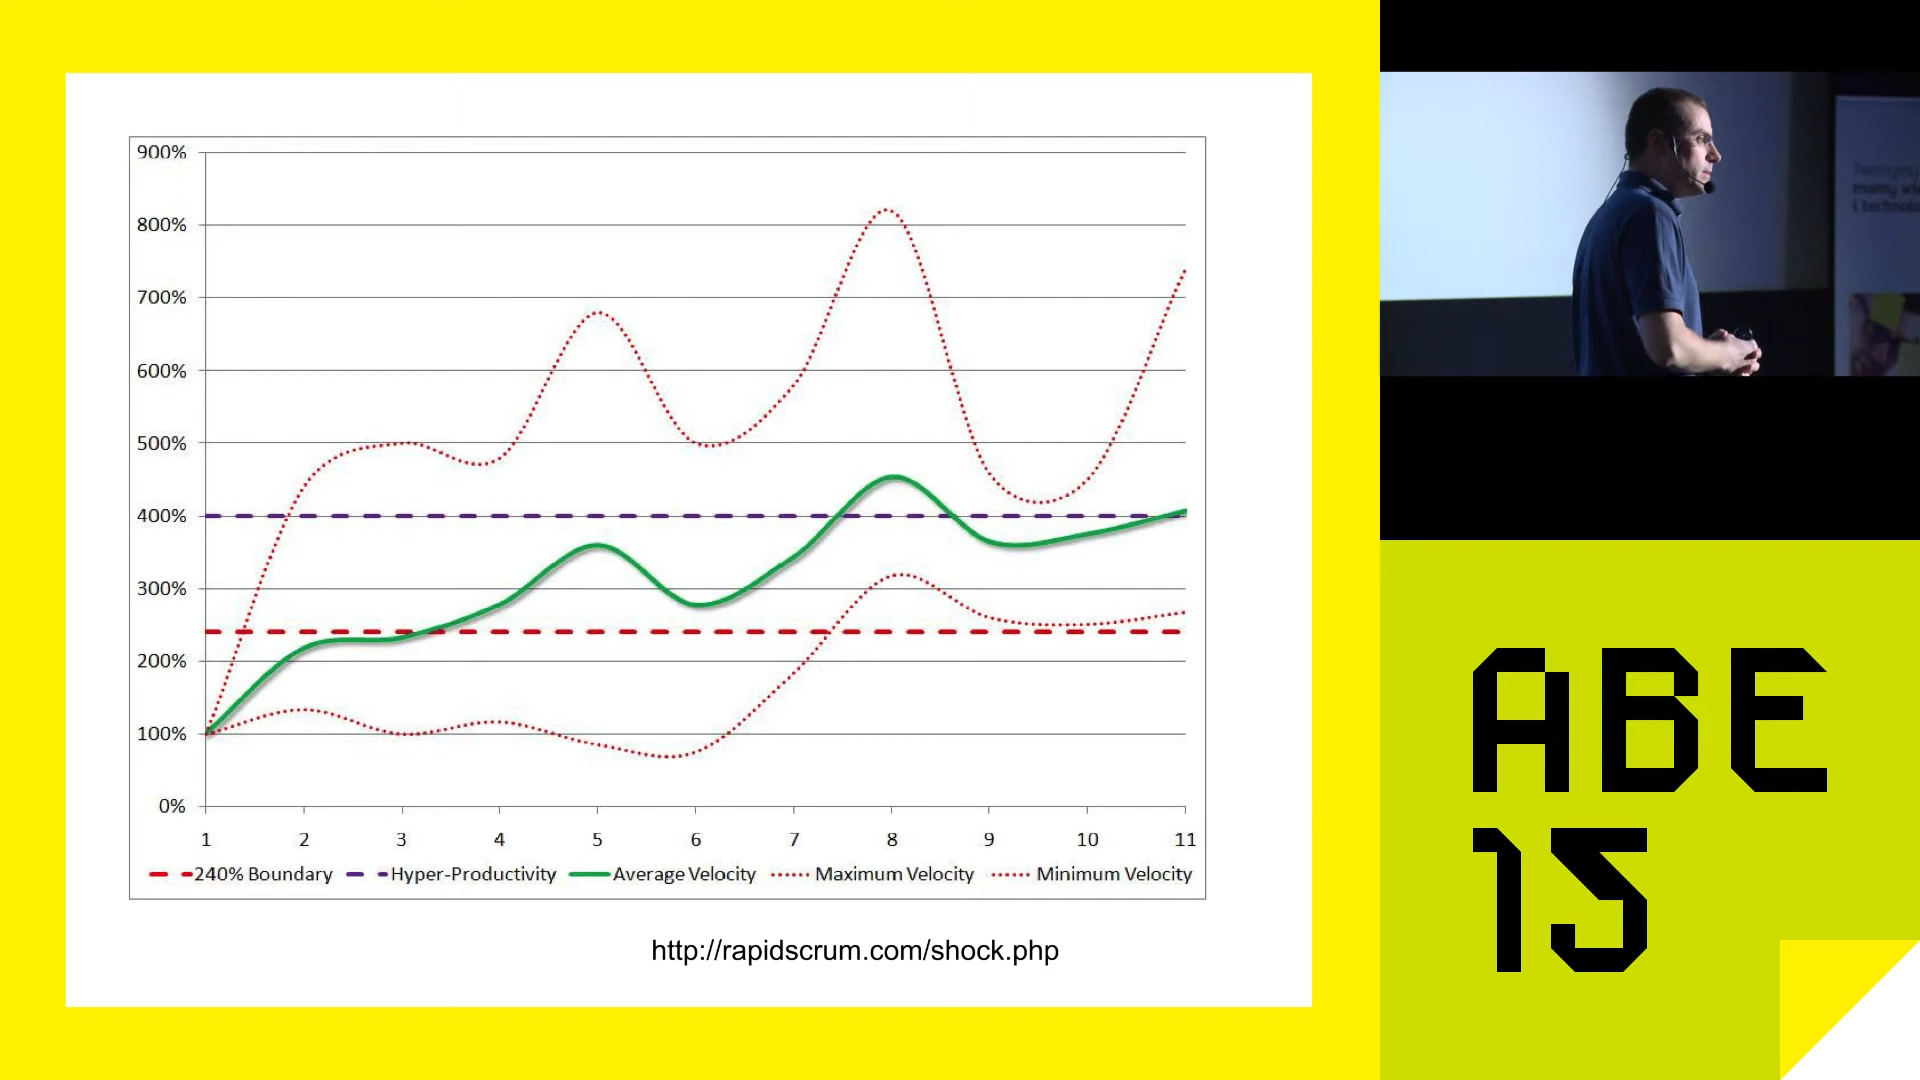 900%
800%
700%
600%
500%
400%
300%
200%
100%
0%
1 2 3 4 5 6 7 8 9 10 11
240% Boundary Hyper-Productivity Average Velocity Maximum Velocity Minimum Velocity
http://rapidscrum.com/shock.php
mamy
i
ABE
15